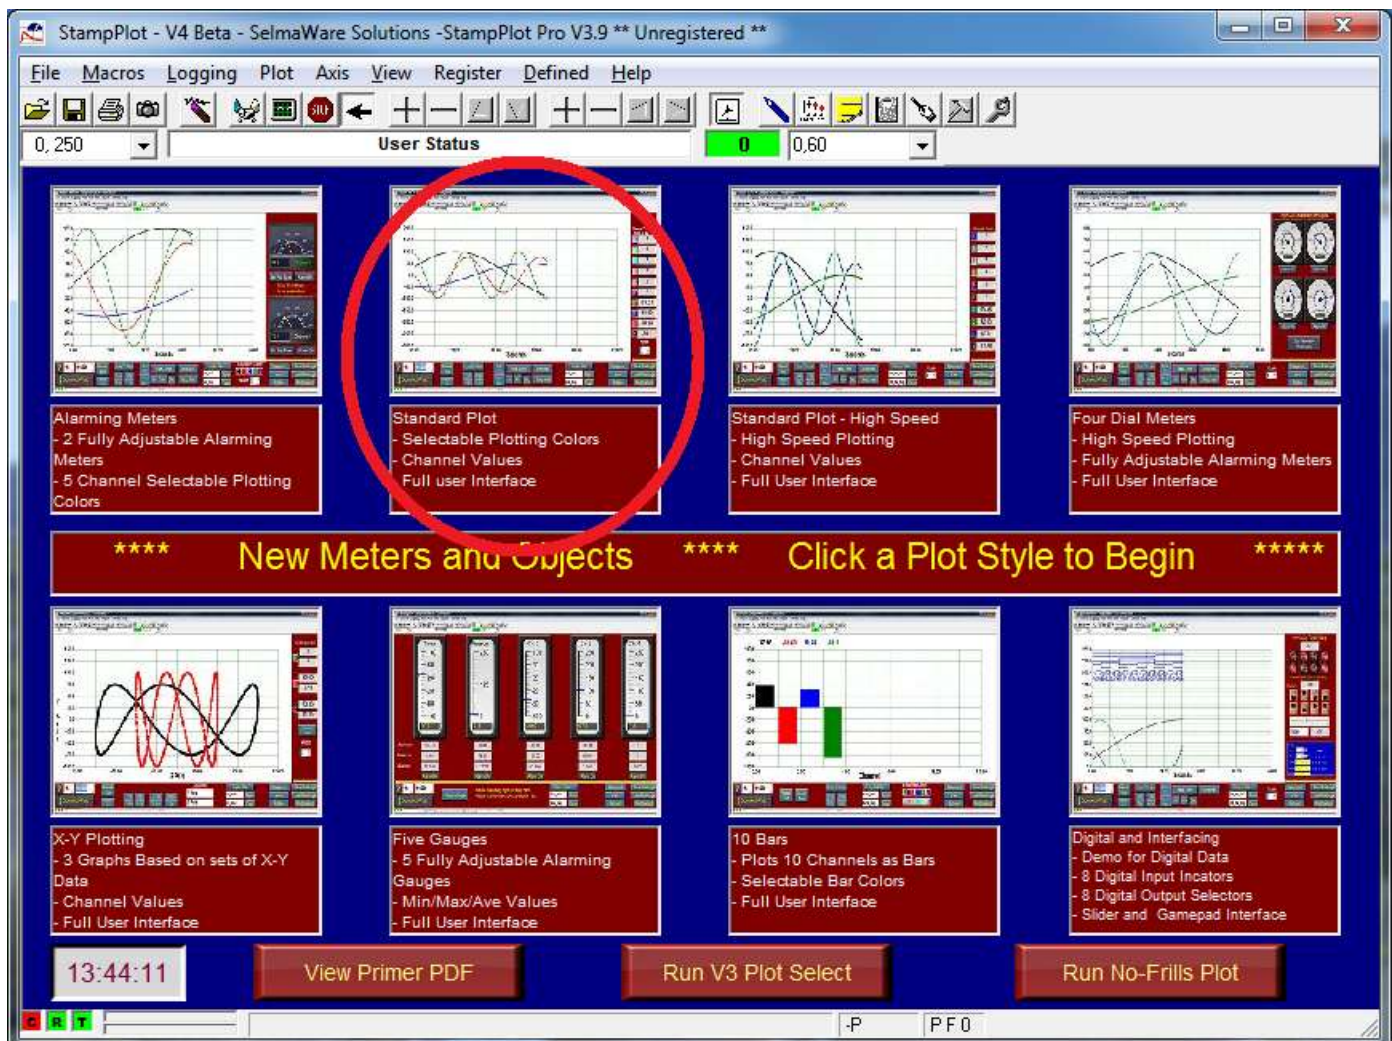 StampPlot - V4 Beta - SelmaWare Solutions -StampPlot Pro V3.9 ** Unregistered **
File Macros Logging Plot Axis View Register Defined Help
0, 250 User Status 0 0,60
Alarming Meters
- 2 Fully Adjustable Alarming
Meters
- 5 Channel Selectable Plotting
Colors
Standard Plot
- Selectable Plotting Colors
- Channel Values
- Full user Interface
Standard Plot - High Speed
- High Speed Plotting
- Channel Values
- Full User Interface
Four Dial Meters
- High Speed Plotting
- Fully Adjustable Alarming Meters
- Full User Interface
**** New Meters and Objects **** Click a Plot Style to Begin *****
X-Y Plotting
- 3 Graphs Based on sets of X-Y
Data
- Channel Values
- Full User Interface
Five Gauges
- 5 Fully Adjustable Alarming
Gauges
- Min/Max/Ave Values
- Full User Interface
10 Bars
- Plots 10 Channels as Bars
- Selectable Bar Colors
- Full User Interface
Digital and Interfacing
- Demo for Digital Data
- 8 Digital Input Incators
- 8 Digital Output Selectors
- Slider and Gamepad Interface
13:44:11 View Primer PDF Run V3 Plot Select Run No-Frills Plot
C R T -P P F 0